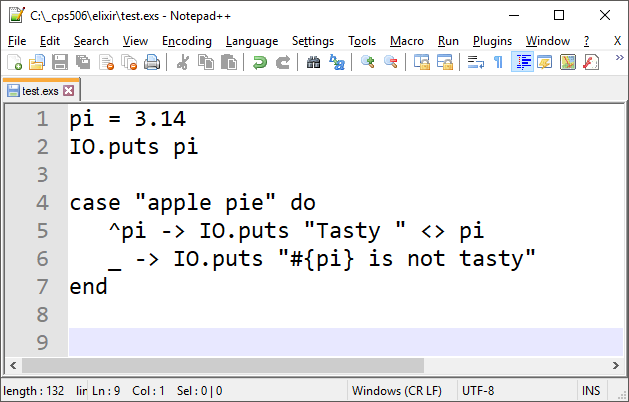 C:\_cps506\elixir\test.exs - Notepad++
File Edit Search View Encoding Language Settings Tools Macro Run Plugins Window ? X
test.exs
1 pi = 3.14
2 IO.puts pi
3
4 case "apple pie" do
5 ^pi -> IO.puts "Tasty " <> pi
6 _ -> IO.puts "#{pi} is not tasty"
7 end
8
9
length : 132 lin Ln : 9 Col : 1 Sel : 0 | 0 Windows (CR LF) UTF-8 INS